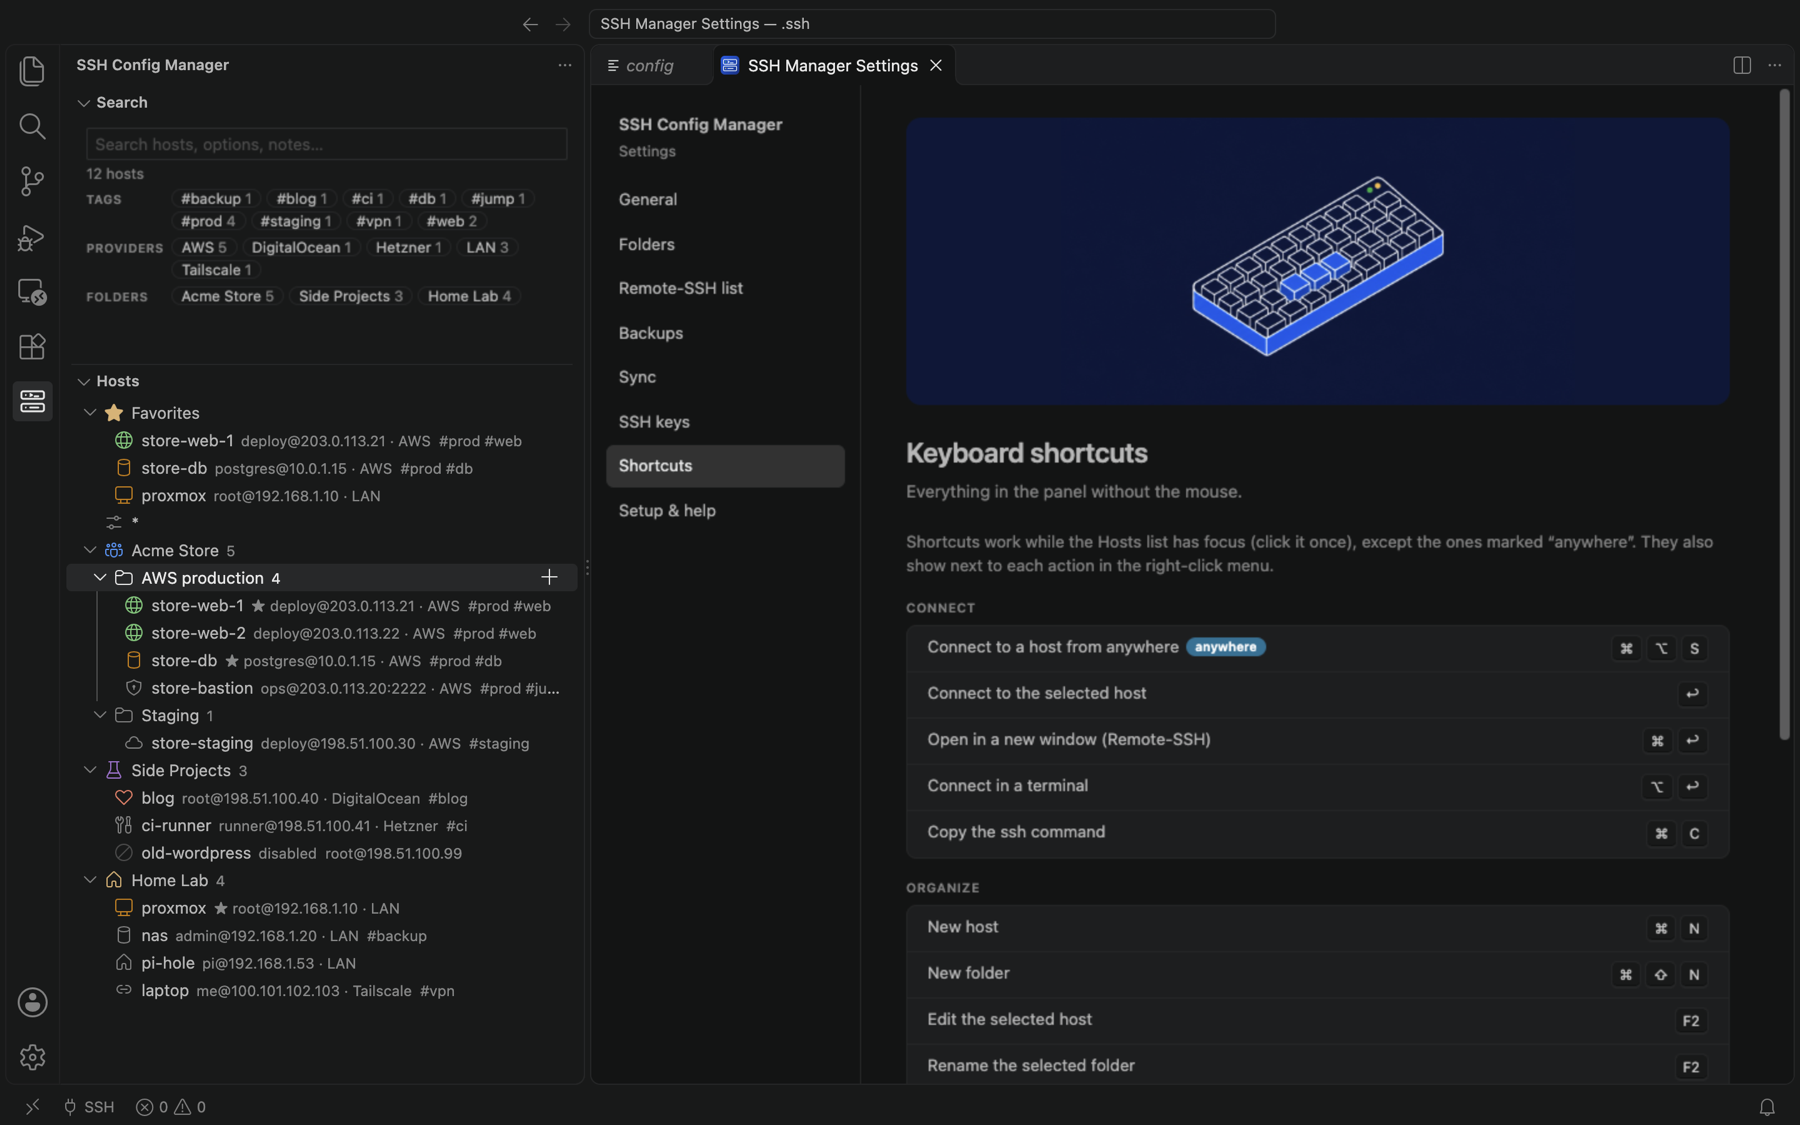 SSH Manager Settings — .ssh
SSH Config Manager
Search
Search hosts, options, notes...
12 hosts
TAGS #backup 1 #blog 1 #ci 1 #db 1 #jump 1
#prod 4 #staging 1 #vpn 1 #web 2
PROVIDERS AWS 5 DigitalOcean 1 Hetzner 1 LAN 3
Tailscale 1
FOLDERS Acme Store 5 Side Projects 3 Home Lab 4
Hosts
Favorites
store-web-1 deploy@203.0.113.21 · AWS #prod #web
store-db postgres@10.0.1.15 · AWS #prod #db
proxmox root@192.168.1.10 · LAN
*
Acme Store 5
AWS production 4
store-web-1 ★ deploy@203.0.113.21 · AWS #prod #web
store-web-2 deploy@203.0.113.22 · AWS #prod #web
store-db ★ postgres@10.0.1.15 · AWS #prod #db
store-bastion ops@203.0.113.20:2222 · AWS #prod #ju...
Staging 1
store-staging deploy@198.51.100.30 · AWS #staging
Side Projects 3
blog root@198.51.100.40 · DigitalOcean #blog
ci-runner runner@198.51.100.41 · Hetzner #ci
old-wordpress disabled root@198.51.100.99
Home Lab 4
proxmox ★ root@192.168.1.10 · LAN
nas admin@192.168.1.20 · LAN #backup
pi-hole pi@192.168.1.53 · LAN
laptop me@100.101.102.103 · Tailscale #vpn
SSH 0 0
config SSH Manager Settings
SSH Config Manager
Settings
General
Folders
Remote-SSH list
Backups
Sync
SSH keys
Shortcuts
Setup & help
Keyboard shortcuts
Everything in the panel without the mouse.
Shortcuts work while the Hosts list has focus (click it once), except the ones marked “anywhere”. They also
show next to each action in the right-click menu.
CONNECT
Connect to a host from anywhere anywhere ⌘ ⌥ S
Connect to the selected host ↩
Open in a new window (Remote-SSH) ⌘ ↩
Connect in a terminal ⌥ ↩
Copy the ssh command ⌘ C
ORGANIZE
New host ⌘ N
New folder ⌘ ⇧ N
Edit the selected host F2
Rename the selected folder F2